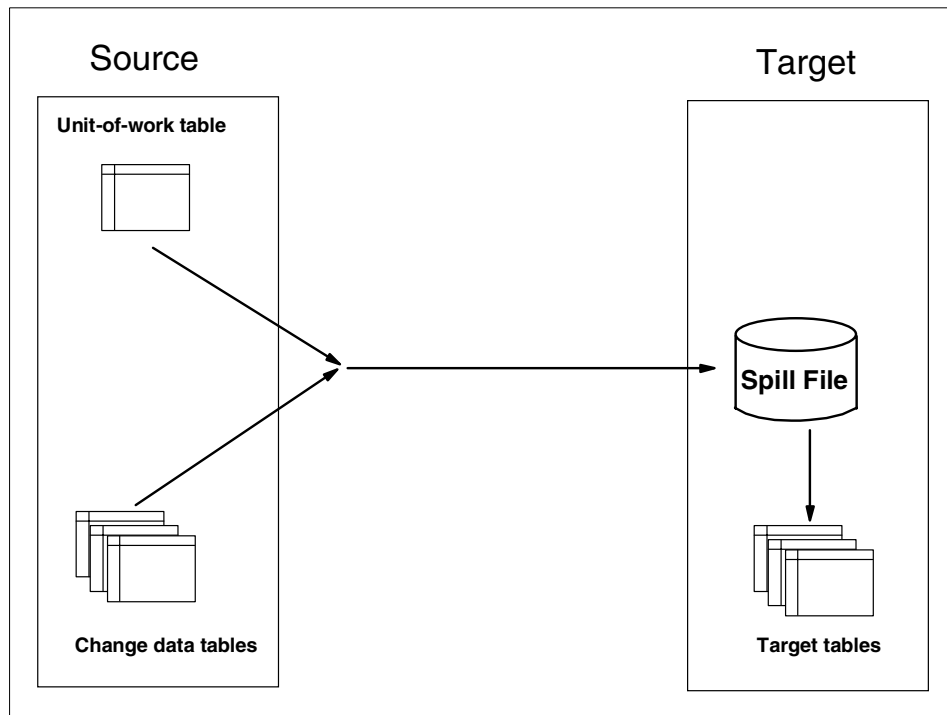 Source
Target
Unit-of-work table
Spill File
Change data tables
Target tables